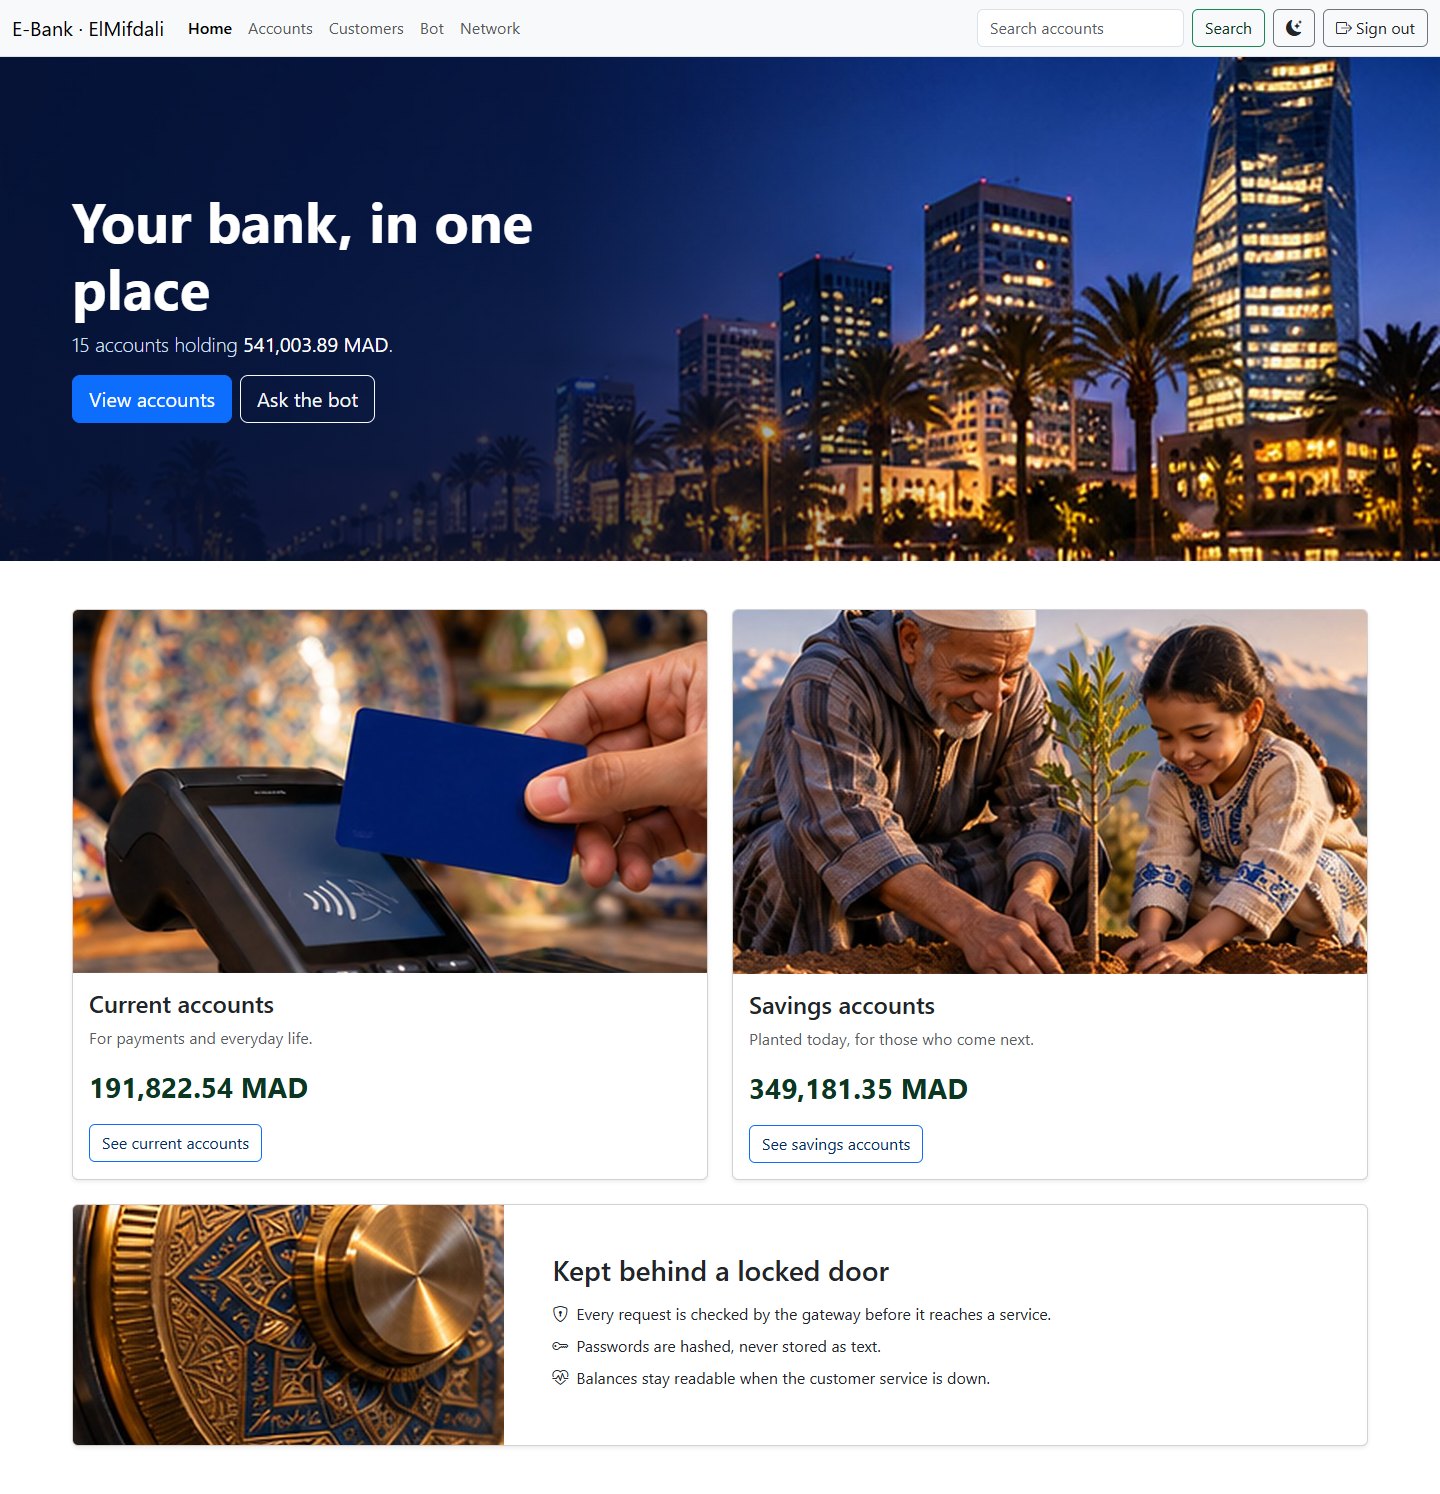 E-Bank · ElMifdali Home Accounts Customers Bot Network Search accounts Search Sign out
Your bank, in one
place
15 accounts holding 541,003.89 MAD.
View accounts Ask the bot
Current accounts
For payments and everyday life.
191,822.54 MAD
See current accounts
Savings accounts
Planted today, for those who come next.
349,181.35 MAD
See savings accounts
Kept behind a locked door
Every request is checked by the gateway before it reaches a service.
Passwords are hashed, never stored as text.
Balances stay readable when the customer service is down.